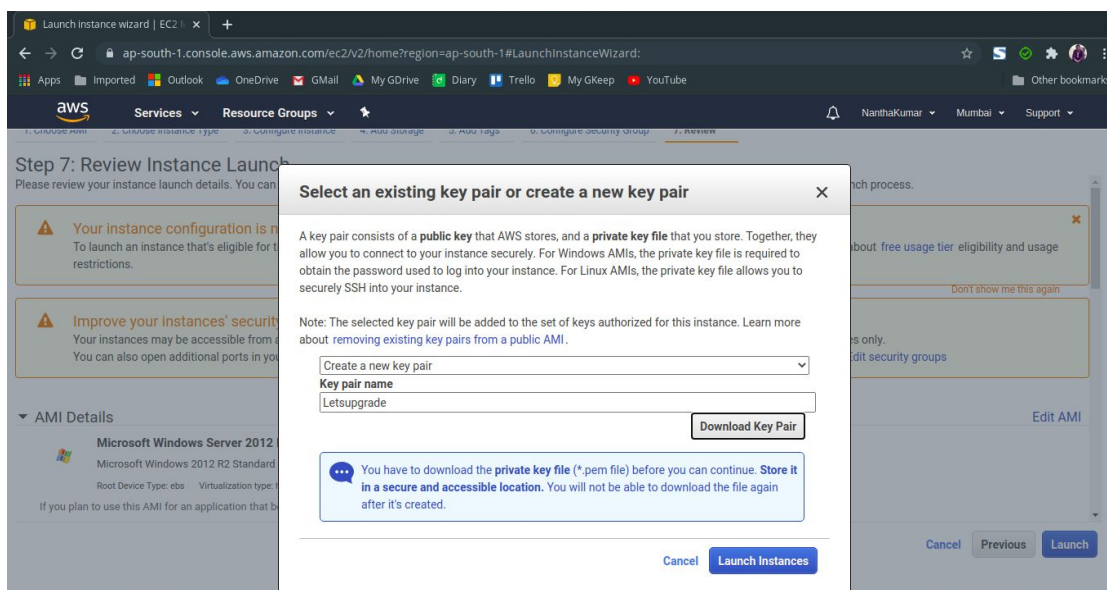 Launch instance wizard | EC2
ap-south-1.console.aws.amazon.com/ec2/v2/home?region=ap-south-1#LaunchInstanceWizard:
Apps Imported Outlook OneDrive GMail My GDrive Diary Trello My GKeep YouTube Other bookmarks
aws Services Resource Groups NanthaKumar Mumbai Support
1. Choose AMI 2. Choose Instance Type 3. Configure Instance 4. Add Storage 5. Add Tags 6. Configure Security Group 7. Review
Step 7: Review Instance Launch
Please review your instance launch details. You can
nch process.
Your instance configuration is n
To launch an instance that's eligible for t
restrictions.
about free usage tier eligibility and usage
Don't show me this again
Improve your instances' security
Your instances may be accessible from a
You can also open additional ports in you
s only.
Edit security groups
AMI Details
Edit AMI
Microsoft Windows Server 2012
Microsoft Windows 2012 R2 Standard
Root Device Type: ebs Virtualization type:
If you plan to use this AMI for an application that b
Cancel Previous Launch
Select an existing key pair or create a new key pair
A key pair consists of a public key that AWS stores, and a private key file that you store. Together, they
allow you to connect to your instance securely. For Windows AMIs, the private key file is required to
obtain the password used to log into your instance. For Linux AMIs, the private key file allows you to
securely SSH into your instance.
Note: The selected key pair will be added to the set of keys authorized for this instance. Learn more
about removing existing key pairs from a public AMI.
Create a new key pair
Key pair name
Letsupgrade
Download Key Pair
You have to download the private key file (*.pem file) before you can continue. Store it
in a secure and accessible location. You will not be able to download the file again
after it's created.
Cancel Launch Instances